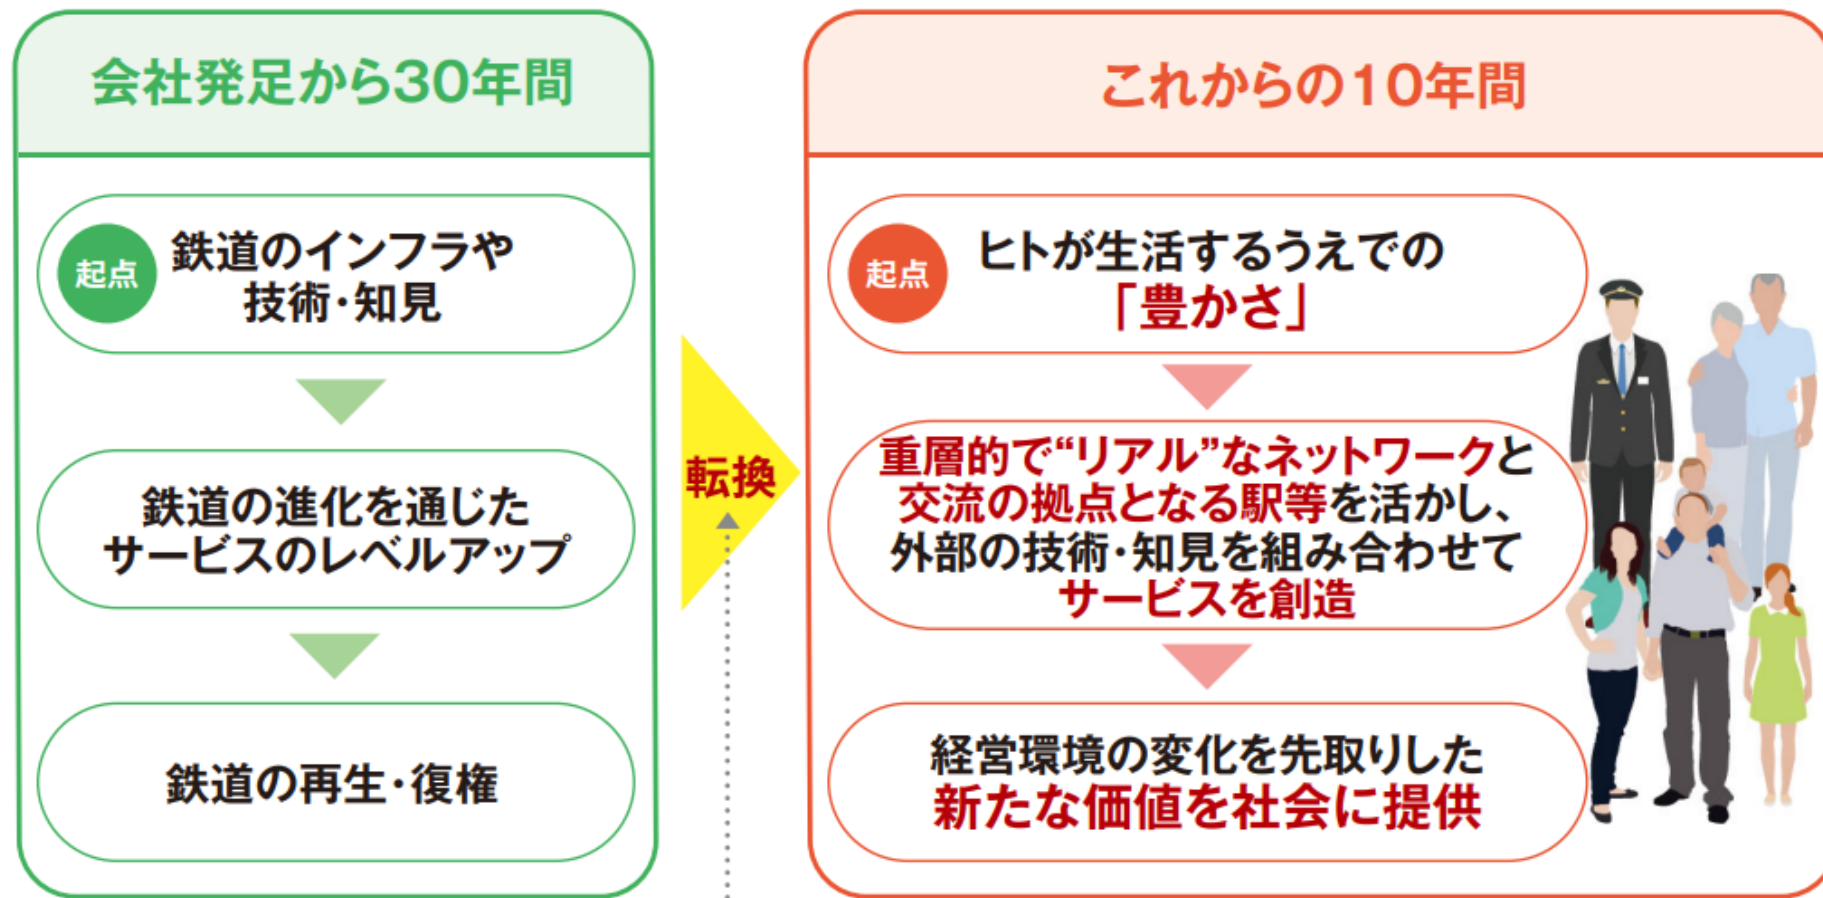 会社発足から30年間
起点
鉄道のインフラや
技術・知見
鉄道の進化を通じた
サービスのレベルアップ
鉄道の再生・復権
転換
これからの10年間
起点
ヒトが生活するうえでの
「豊かさ」
重層的で“リアル”なネットワークと
交流の拠点となる駅等を活かし、
外部の技術・知見を組み合わせて
サービスを創造
経営環境の変化を先取りした
新たな価値を社会に提供